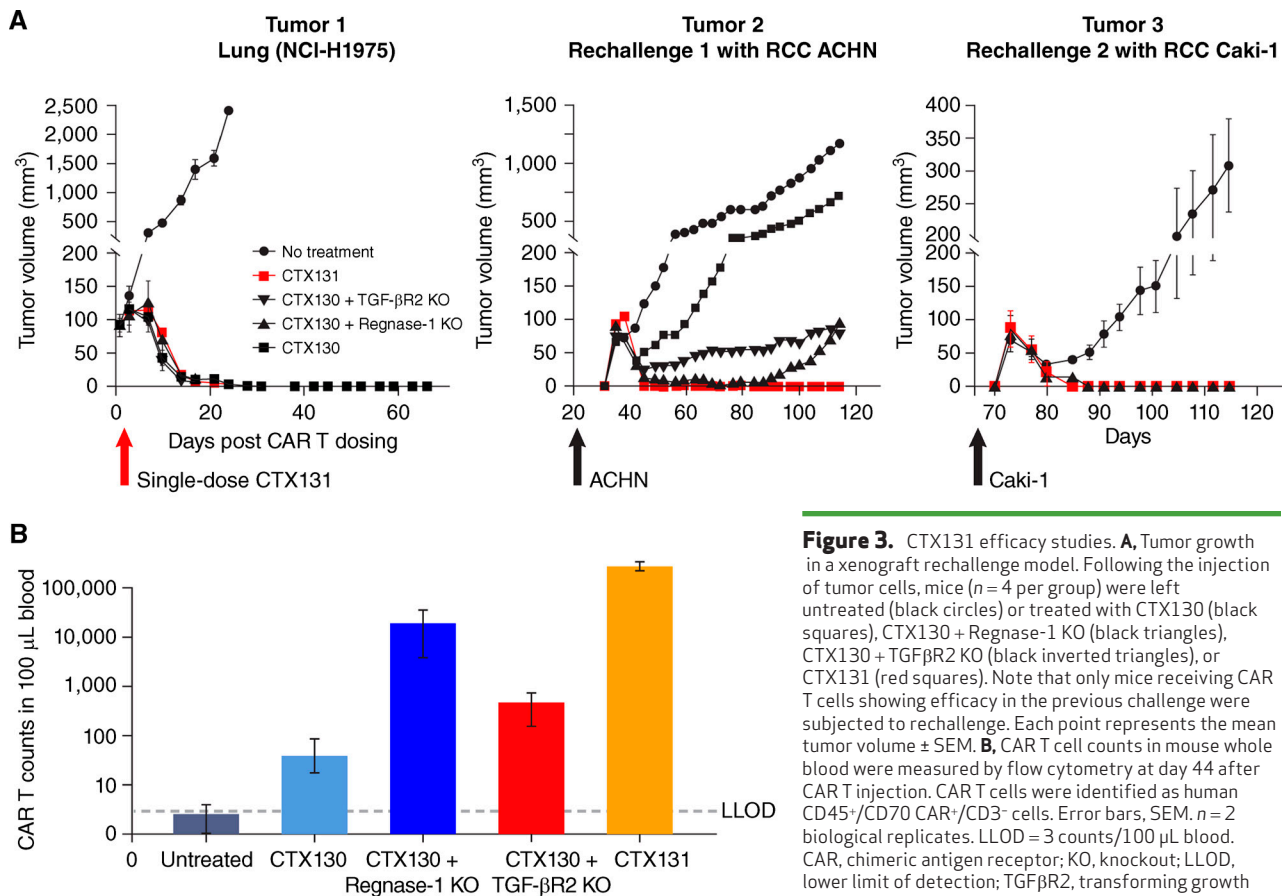 A
Tumor 1
Lung (NCI-H1975)
Tumor volume (mm³)
2,500
2,000
1,500
1,000
500
200
150
100
50
0
0
20
40
60
Days post CAR T dosing
No treatment
CTX131
CTX130 + TGF-βR2 KO
CTX130 + Regnase-1 KO
CTX130
Single-dose CTX131
Tumor 2
Rechallenge 1 with RCC ACHN
Tumor volume (mm³)
1,500
1,000
500
200
150
100
50
0
20
40
60
80
100
120
ACHN
Tumor 3
Rechallenge 2 with RCC Caki-1
Tumor volume (mm³)
400
350
300
250
200
200
150
100
50
0
70
80
90
100
110
120
Days
Caki-1
B
CAR T counts in 100 µL blood
100,000
10,000
1,000
100
10
0
0
LLOD
Untreated
CTX130
CTX130 +
Regnase-1 KO
CTX130 +
TGF-βR2 KO
CTX131
Figure 3. CTX131 efficacy studies. A, Tumor growth
in a xenograft rechallenge model. Following the injection
of tumor cells, mice (n = 4 per group) were left
untreated (black circles) or treated with CTX130 (black
squares), CTX130 + Regnase-1 KO (black triangles),
CTX130 + TGFβR2 KO (black inverted triangles), or
CTX131 (red squares). Note that only mice receiving CAR
T cells showing efficacy in the previous challenge were
subjected to rechallenge. Each point represents the mean
tumor volume ± SEM. B, CAR T cell counts in mouse whole
blood were measured by flow cytometry at day 44 after
CAR T injection. CAR T cells were identified as human
CD45⁺/CD70 CAR⁺/CD3⁻ cells. Error bars, SEM. n = 2
biological replicates. LLOD = 3 counts/100 µL blood.
CAR, chimeric antigen receptor; KO, knockout; LLOD,
lower limit of detection; TGFβR2, transforming growth